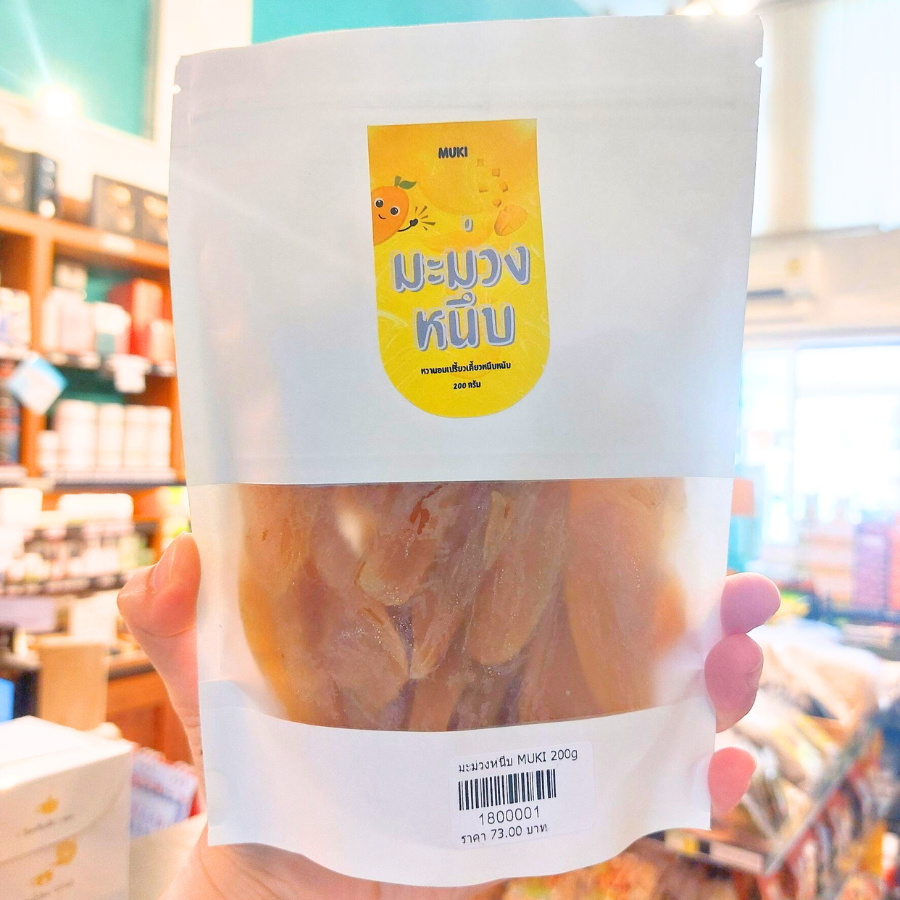 MUKI
มะม่วง
หนึบ
หวานอมเปรี้ยวเคี้ยวหนึบหนับ
200 กรัม
มะม่วงหนึบ MUKI 200g
1800001
ราคา 73.00 บาท